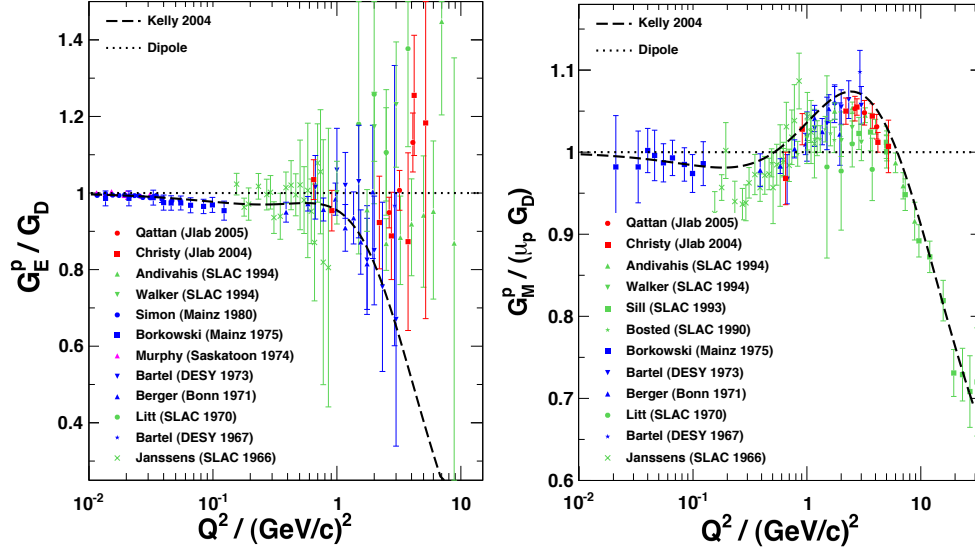 Kelly 2004
Dipole
1.4
1.2
1
0.8
0.6
0.4
G_E^p / G_D
Qattan (Jlab 2005)
Christy (Jlab 2004)
Andivahis (SLAC 1994)
Walker (SLAC 1994)
Simon (Mainz 1980)
Borkowski (Mainz 1975)
Murphy (Saskatoon 1974)
Bartel (DESY 1973)
Berger (Bonn 1971)
Litt (SLAC 1970)
Bartel (DESY 1967)
Janssens (SLAC 1966)
10^-2 10^-1 1 10
Q^2 / (GeV/c)^2
Kelly 2004
Dipole
1.1
1
0.9
0.8
0.7
0.6
G_M^p / (μ_p G_D)
Qattan (Jlab 2005)
Christy (Jlab 2004)
Andivahis (SLAC 1994)
Walker (SLAC 1994)
Sill (SLAC 1993)
Bosted (SLAC 1990)
Borkowski (Mainz 1975)
Bartel (DESY 1973)
Berger (Bonn 1971)
Litt (SLAC 1970)
Bartel (DESY 1967)
Janssens (SLAC 1966)
10^-2 10^-1 1 10
Q^2 / (GeV/c)^2